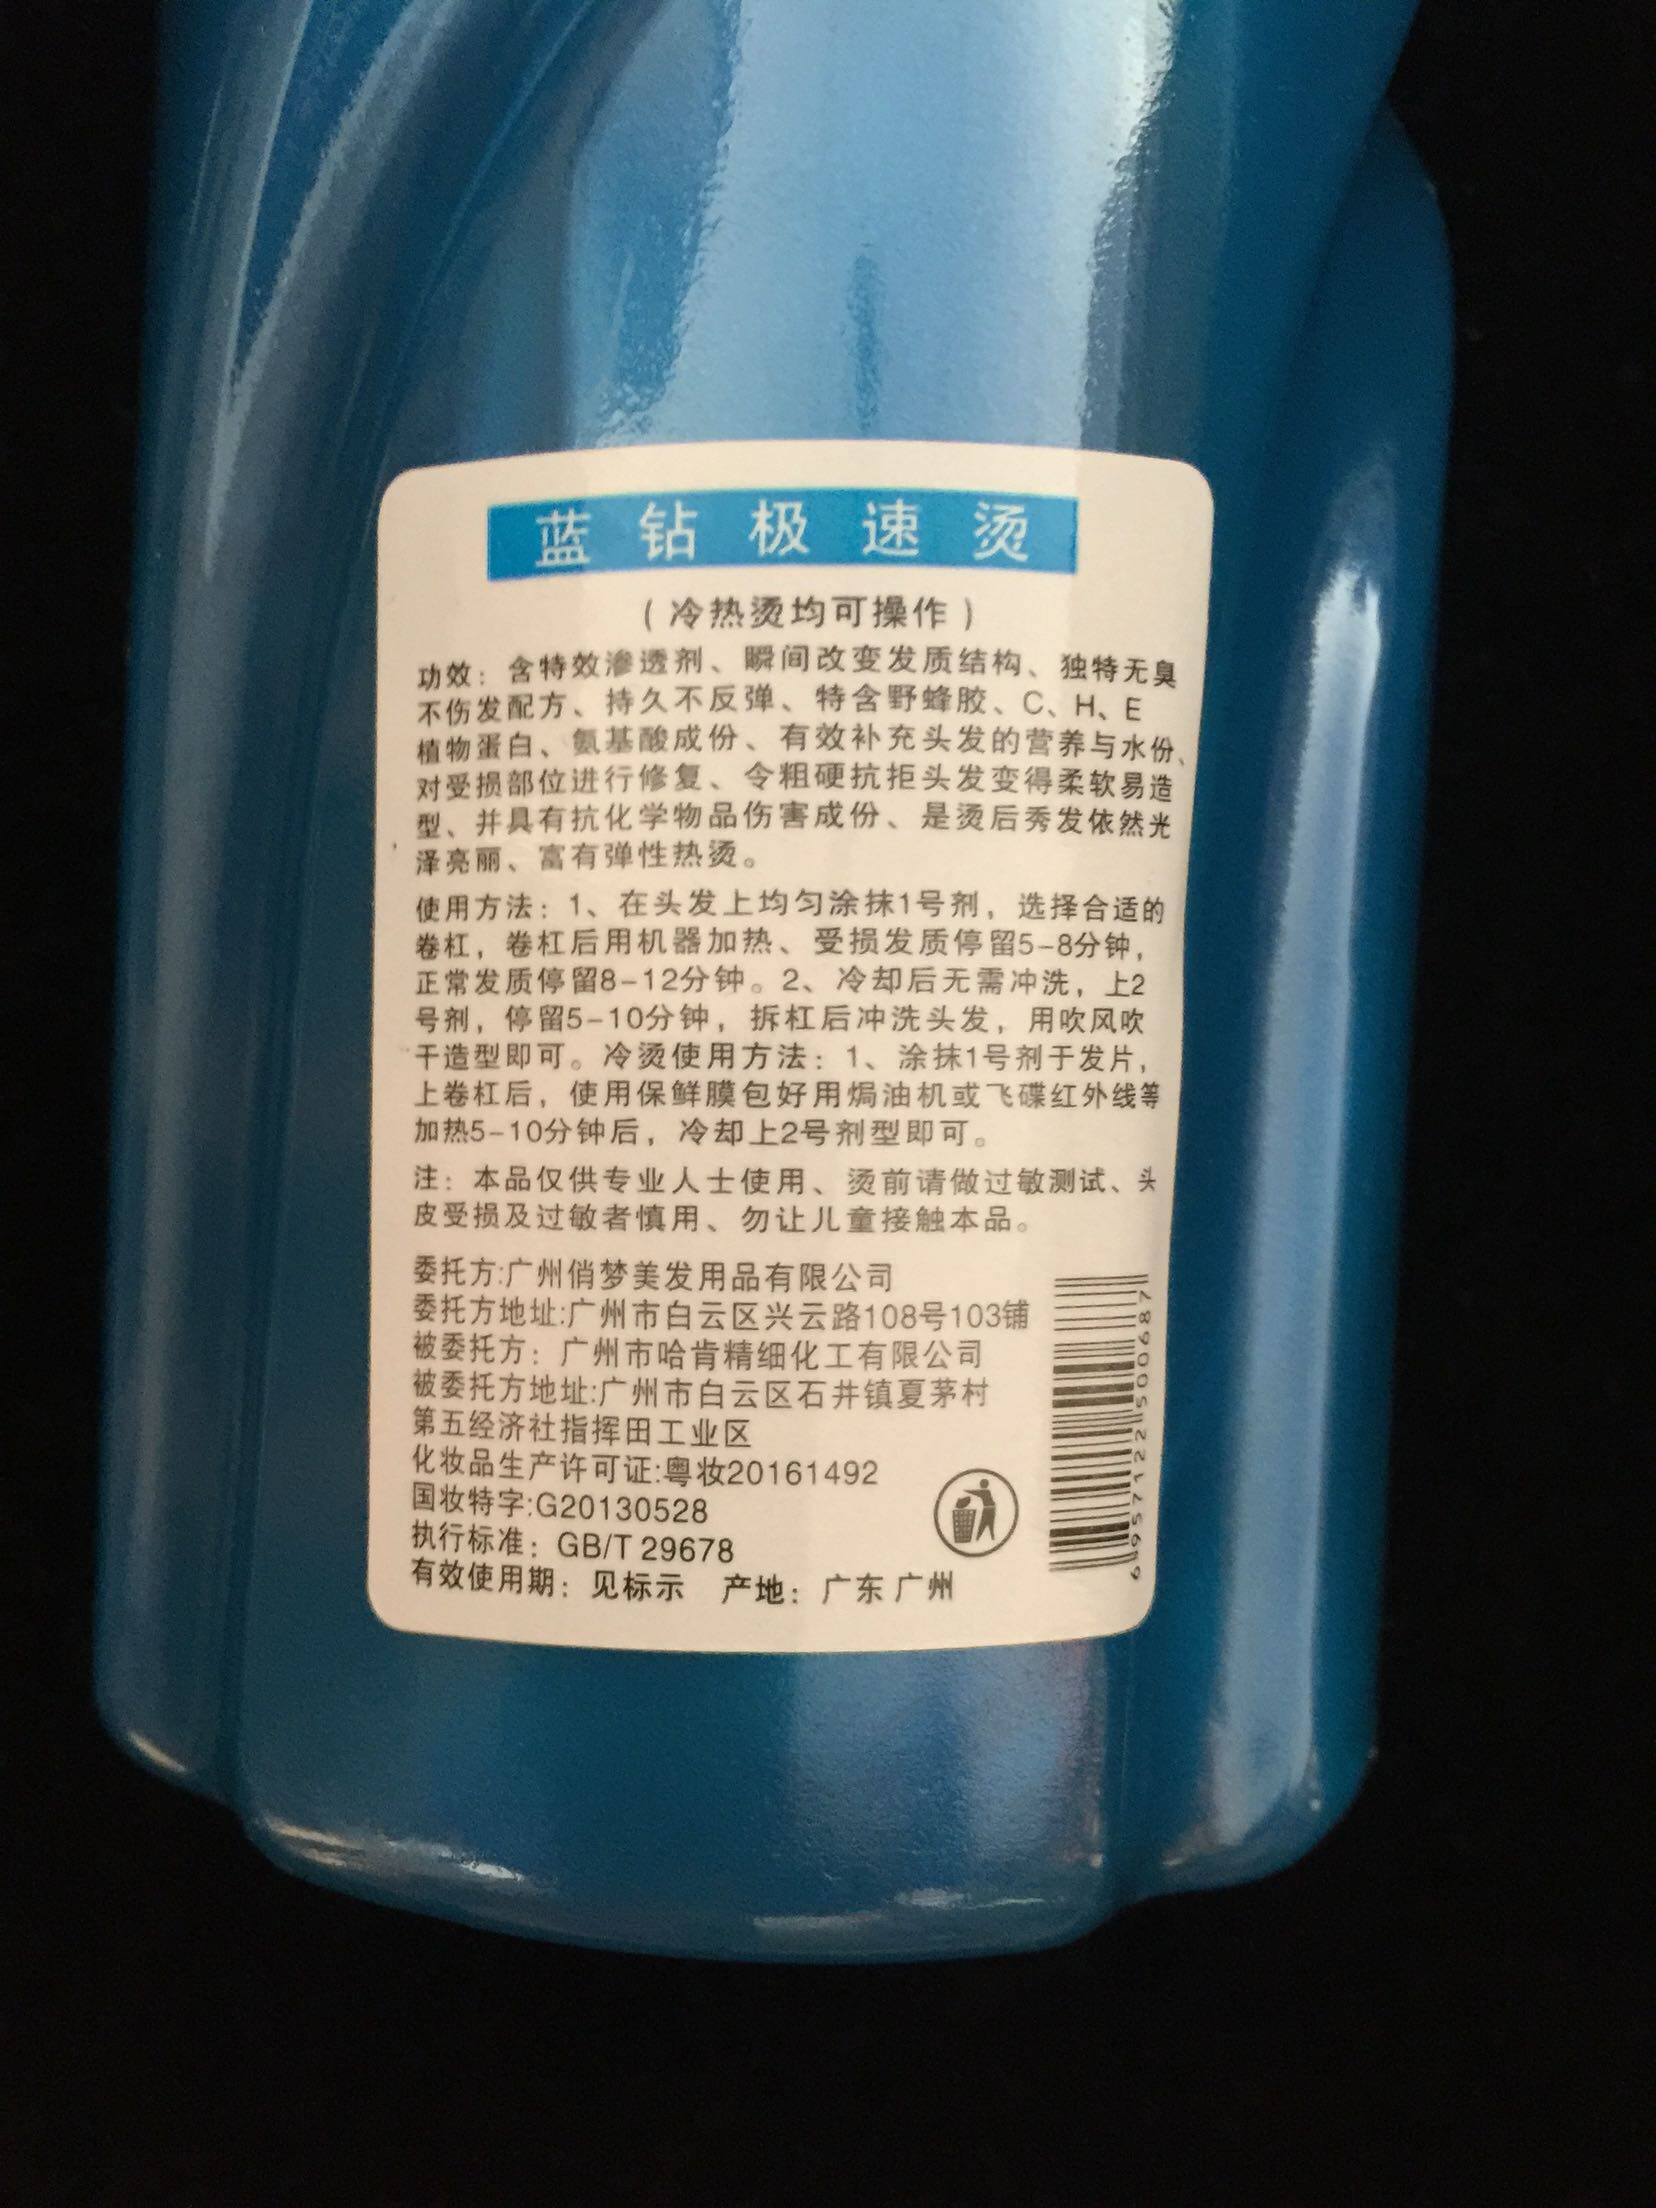 蓝钻极速烫
（冷热烫均可操作）
功效：含特效渗透剂、瞬间改变发质结构、独特无臭
不伤发配方、持久不反弹、特含野蜂胶、C、H、E
植物蛋白、氨基酸成份、有效补充头发的营养与水份、
对受损部位进行修复、令粗硬抗拒头发变得柔软易造
型、并具有抗化学物品伤害成份、是烫后秀发依然光
泽亮丽、富有弹性热烫。
使用方法：1、在头发上均匀涂抹1号剂，选择合适的
卷杠，卷杠后用机器加热、受损发质停留5-8分钟，
正常发质停留8-12分钟。2、冷却后无需冲洗，上2
号剂，停留5-10分钟，拆杠后冲洗头发，用吹风吹
干造型即可。冷烫使用方法：1、涂抹1号剂于发片，
上卷杠后，使用保鲜膜包好用焗油机或飞碟红外线等
加热5-10分钟后，冷却上2号剂型即可。
注：本品仅供专业人士使用、烫前请做过敏测试、头
皮受损及过敏者慎用、勿让儿童接触本品。
委托方:广州俏梦美发用品有限公司
委托方地址:广州市白云区兴云路108号103铺
被委托方：广州市哈肯精细化工有限公司
被委托方地址:广州市白云区石井镇夏茅村
第五经济社指挥田工业区
化妆品生产许可证:粤妆20161492
国妆特字:G20130528
执行标准：GB/T 29678
有效使用期：见标示 产地：广东 广州
6957122500687